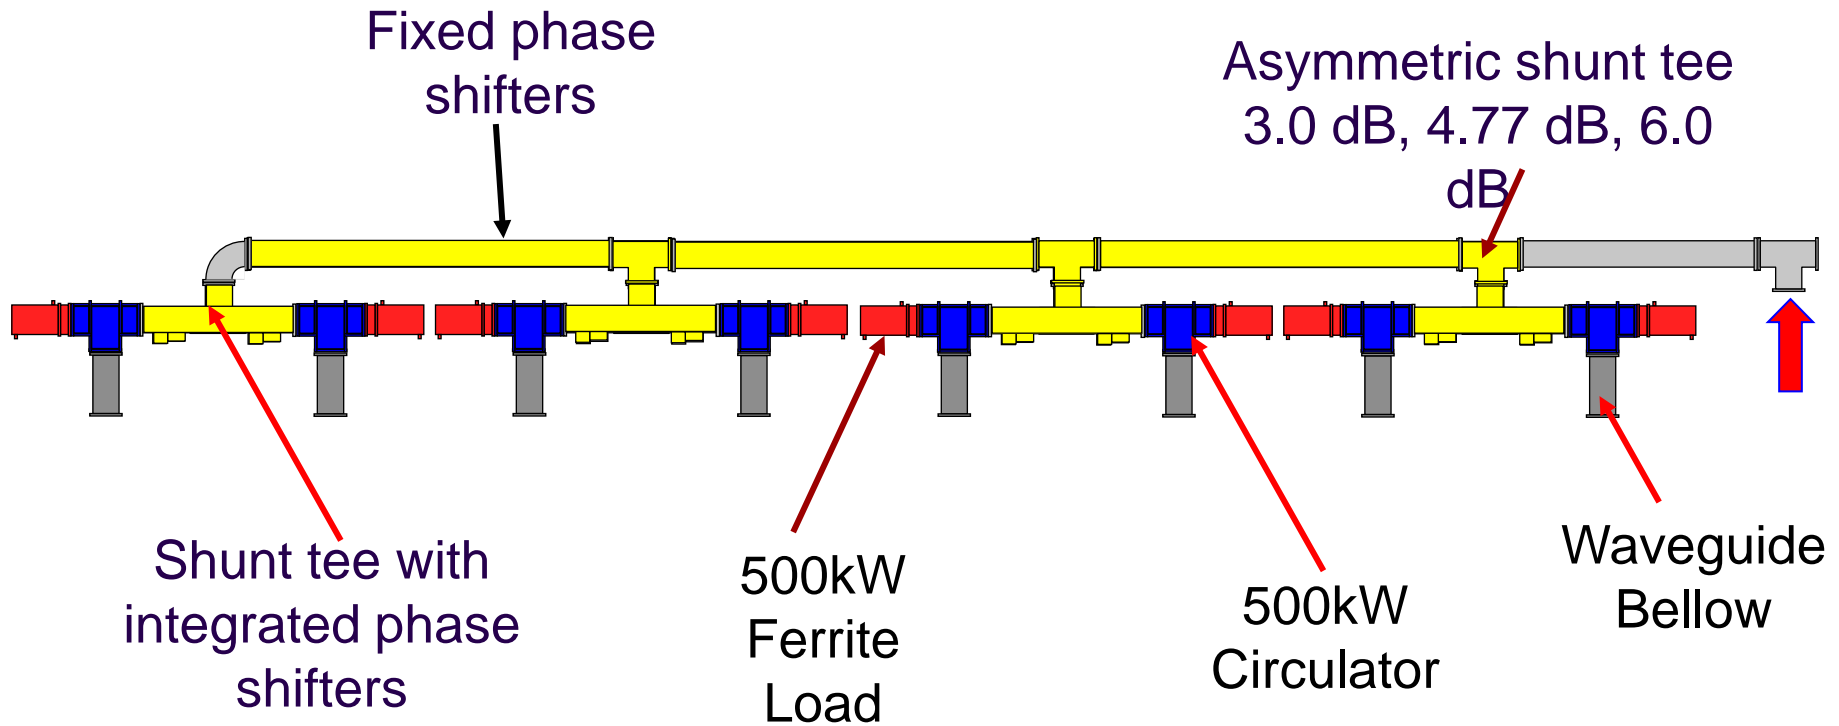 Fixed phase
shifters
Asymmetric shunt tee
3.0 dB, 4.77 dB, 6.0
dB
Shunt tee with
integrated phase
shifters
500kW
Ferrite
Load
500kW
Circulator
Waveguide
Bellow